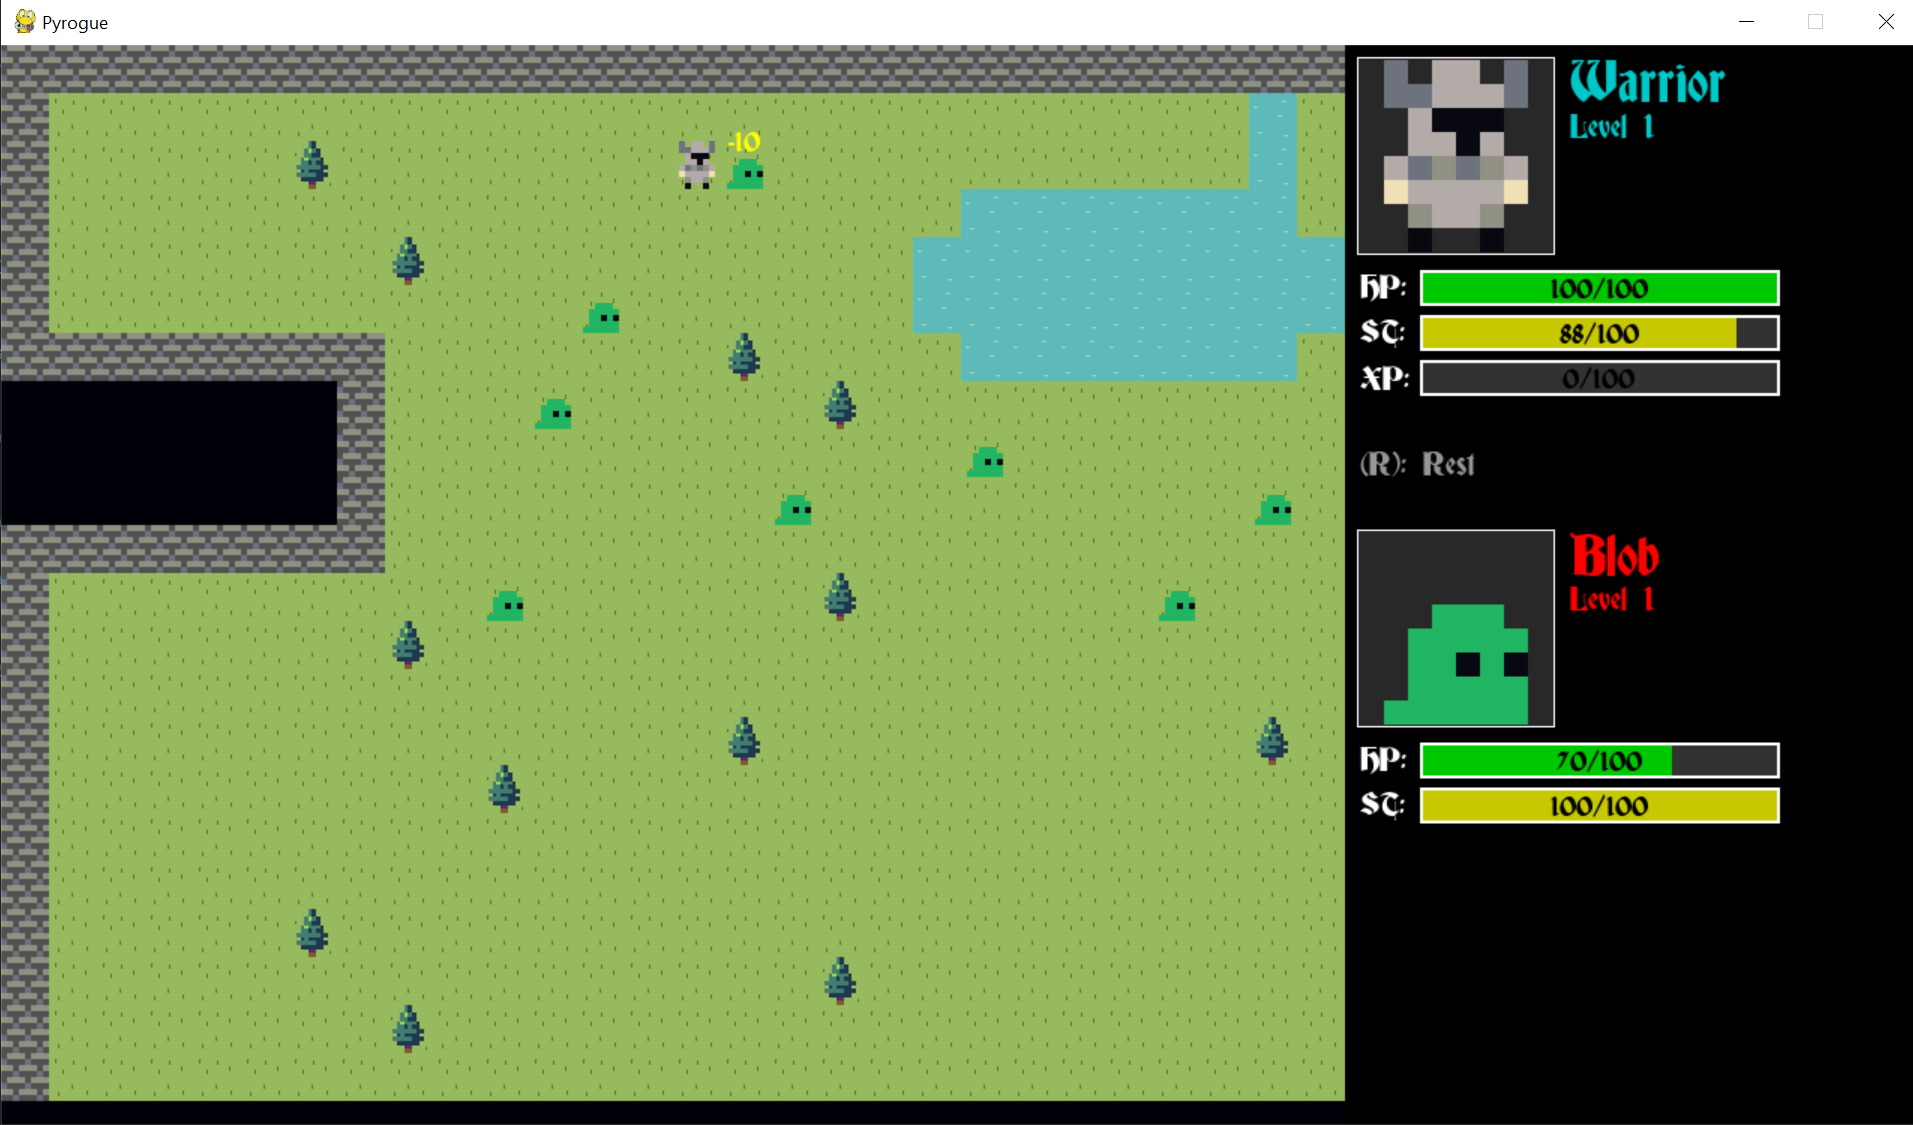 Pyrogue
-10
Warrior
Level 1
HP: 100/100
ST: 88/100
XP: 0/100
(R): Rest
Blob
Level 1
HP: 70/100
ST: 100/100